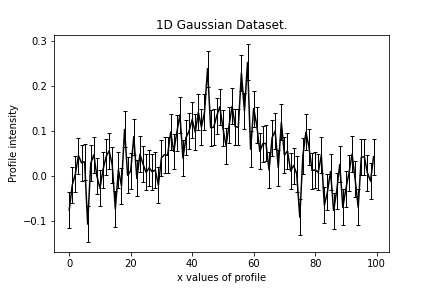 1D Gaussian Dataset.
0.3
0.2
0.1
0.0
−0.1
Profile intensity
0 20 40 60 80 100
x values of profile